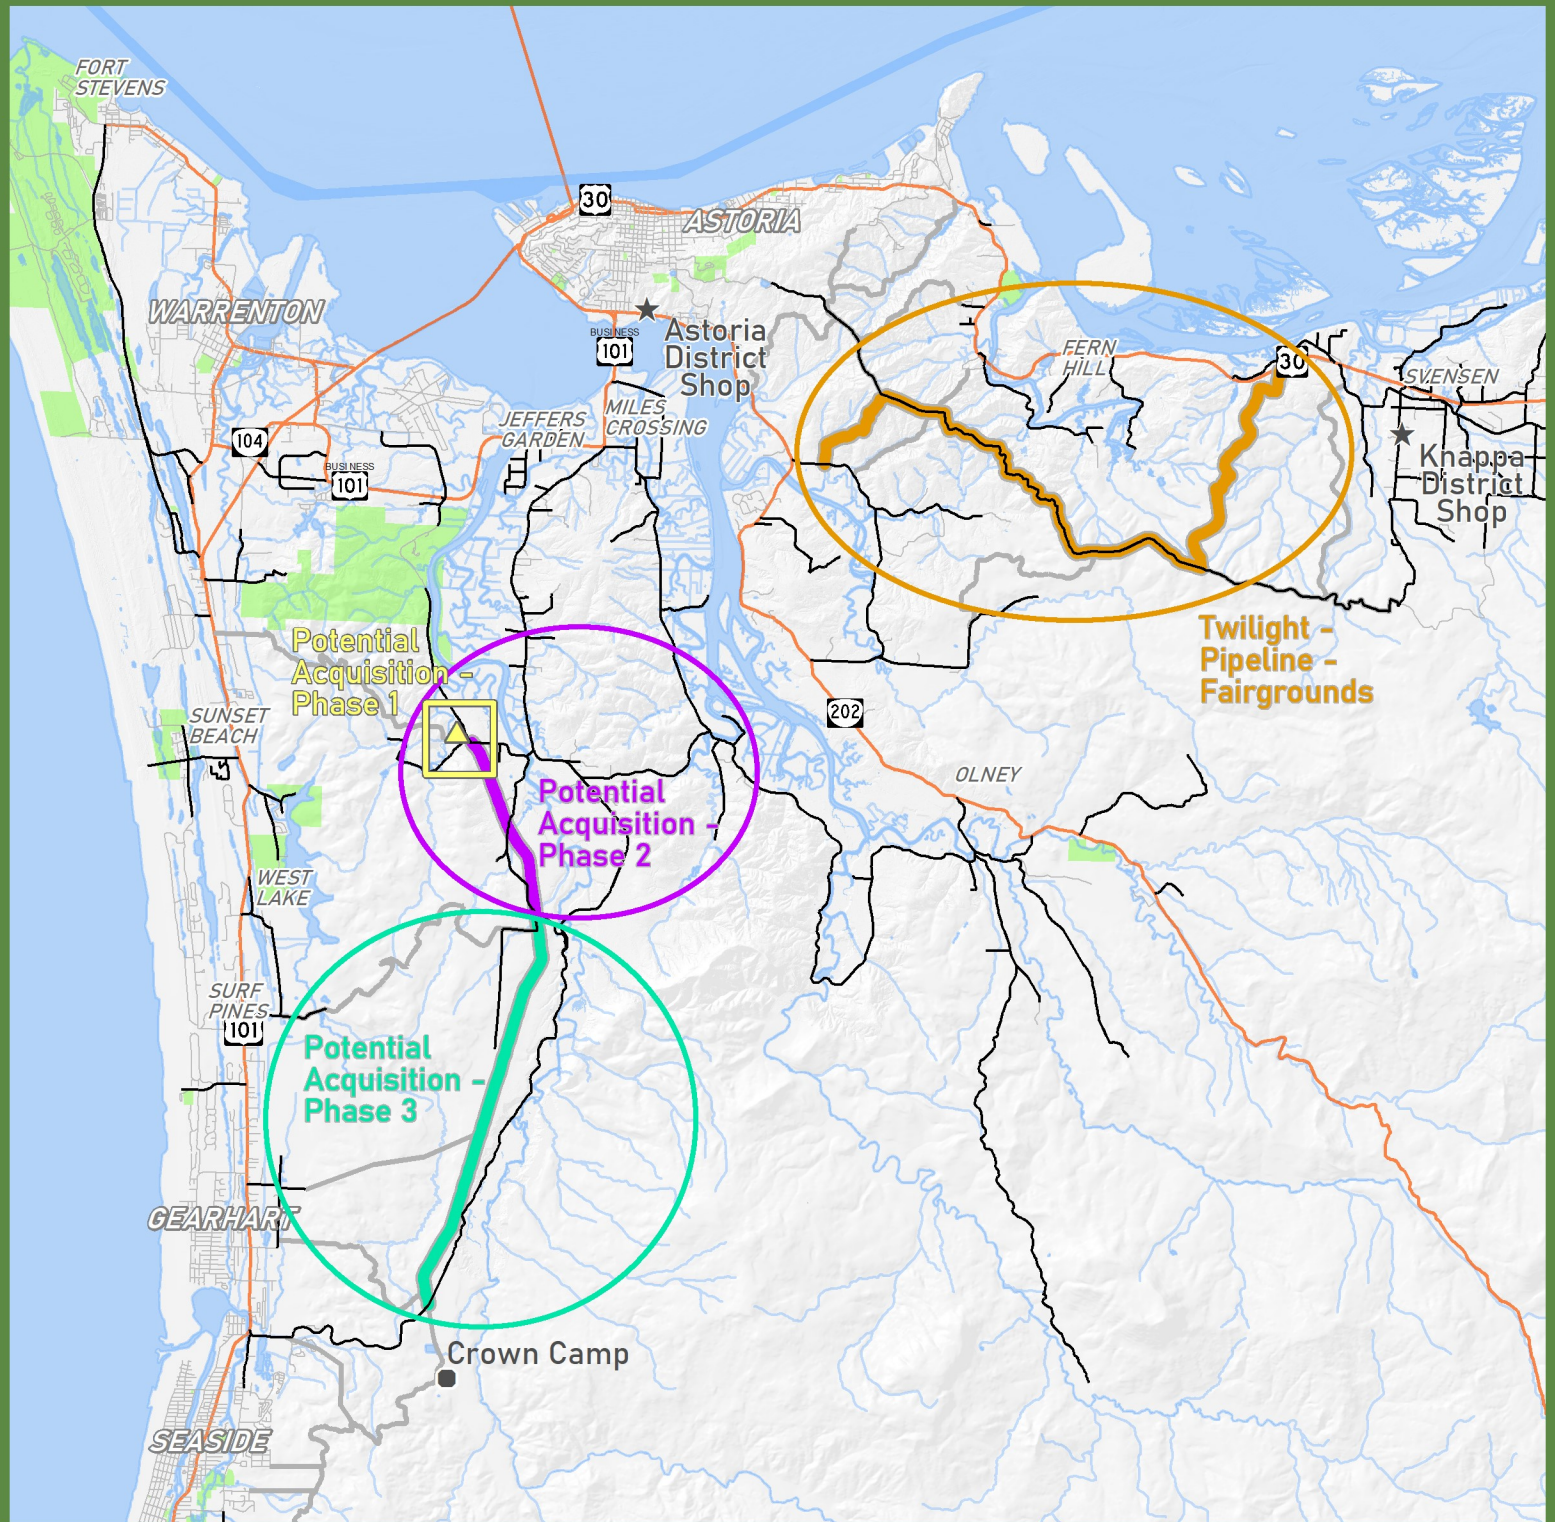 FORT
STEVENS
30
ASTORIA
WARRENTON
Astoria
District
Shop
BUSINESS
101
FERN
HILL
30
SVENSEN
JEFFERS
GARDEN
MILES
CROSSING
104
BUSINESS
101
Knappa
District
Shop
Potential
Acquisition -
Phase 1
Twilight -
Pipeline -
Fairgrounds
SUNSET
BEACH
202
OLNEY
Potential
Acquisition -
Phase 2
WEST
LAKE
SURF
PINES
101
Potential
Acquisition -
Phase 3
GEARHART
Crown Camp
SEASIDE